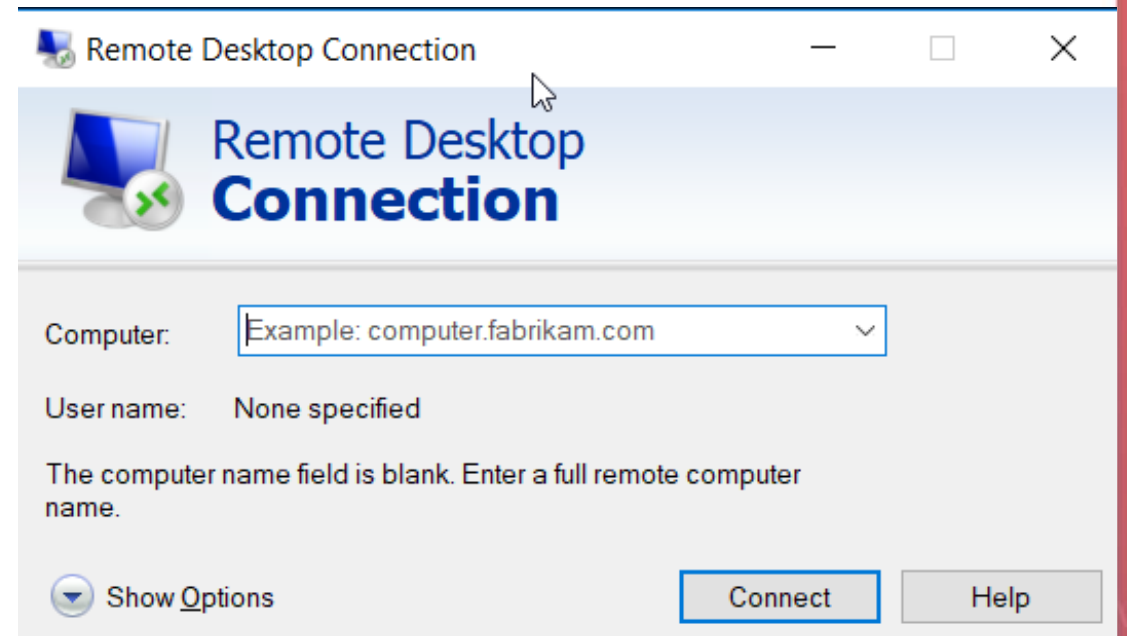 Remote Desktop Connection
Remote Desktop
Connection
Computer:
Example: computer.fabrikam.com
User name:
None specified
The computer name field is blank. Enter a full remote computer
name.
Show Options
Connect
Help